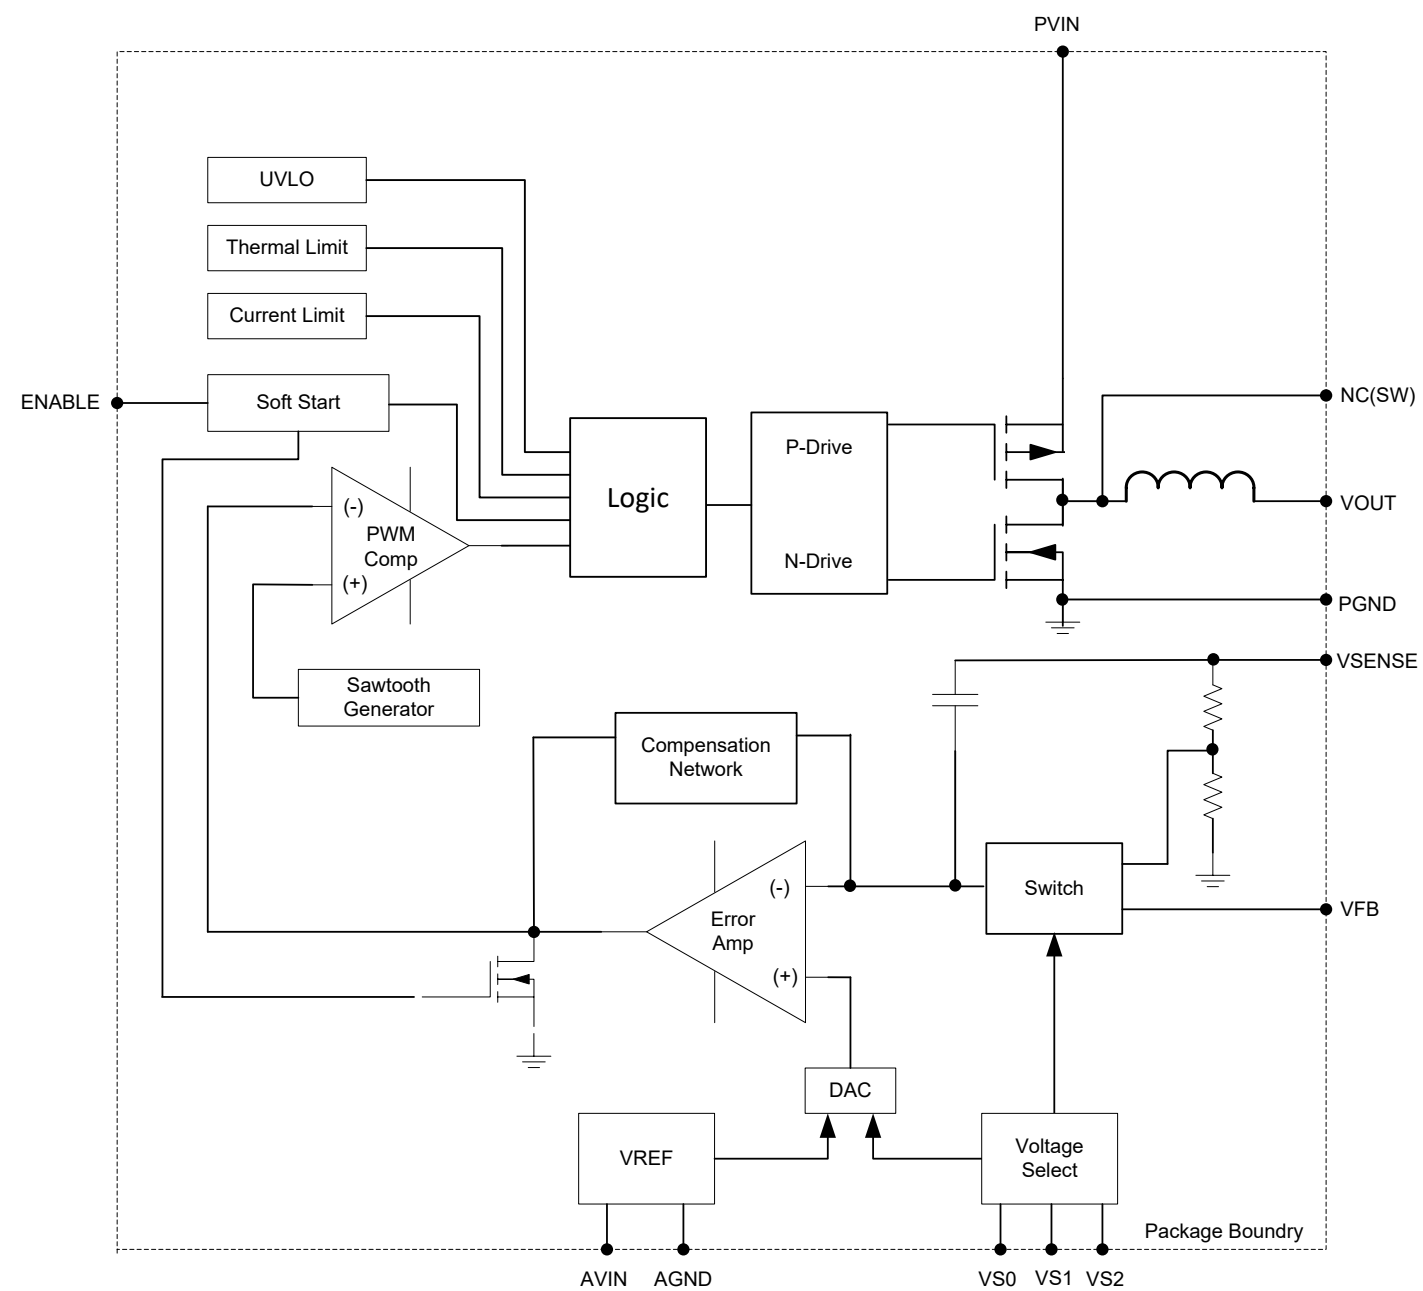 PVIN
UVLO
Thermal Limit
Current Limit
ENABLE
Soft Start
NC(SW)
P-Drive
Logic
(-)
PWM
Comp
(+)
VOUT
N-Drive
PGND
VSENSE
Sawtooth
Generator
Compensation
Network
(-)
Switch
Error
Amp
VFB
(+)
DAC
VREF
Voltage
Select
Package Boundry
AVIN
AGND
VS0
VS1
VS2